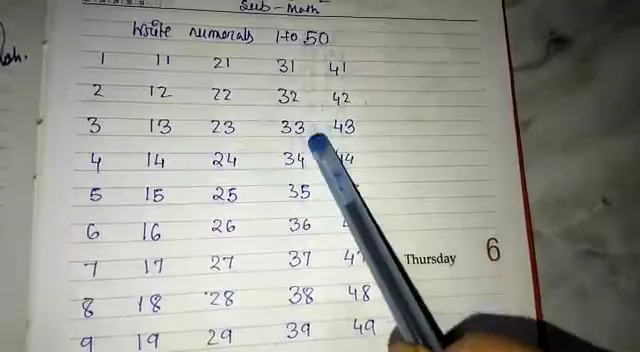 Sub-Math
Write numerals 1 to 50
1 11 21 31 41
2 12 22 32 42
3 13 23 33 43
4 14 24 34 44
5 15 25 35
6 16 26 36
7 17 27 37 47
Thursday 6
8 18 28 38 48
9 19 29 39 49